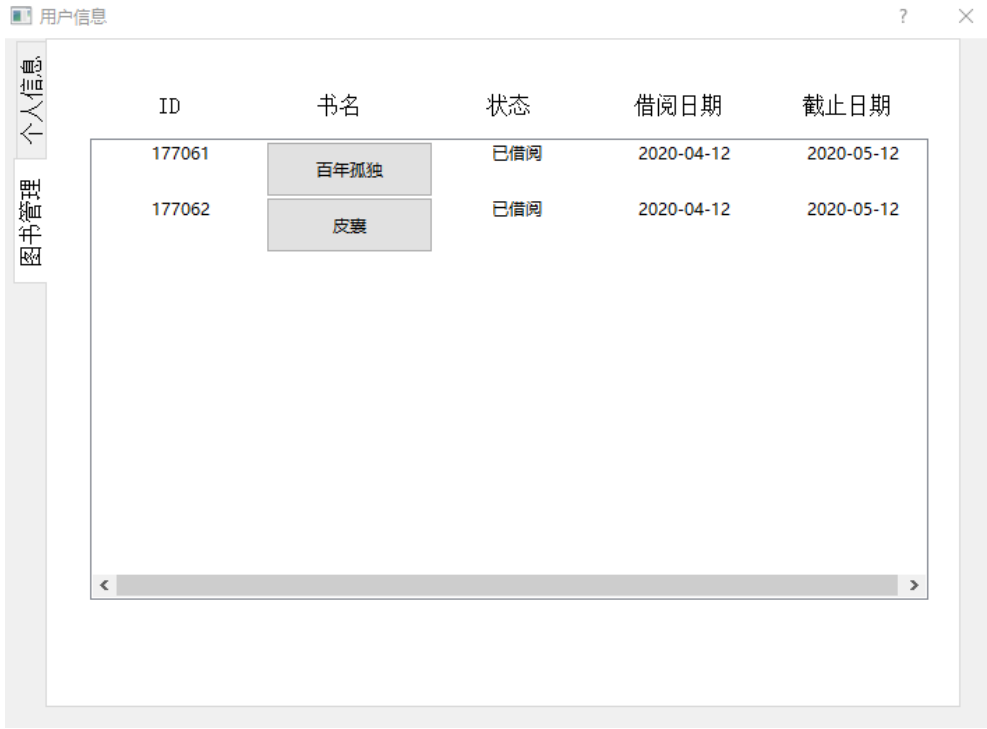 用户信息
?
个人信息
图书管理
ID 书名 状态 借阅日期 截止日期
177061 百年孤独 已借阅 2020-04-12 2020-05-12
177062 皮囊 已借阅 2020-04-12 2020-05-12